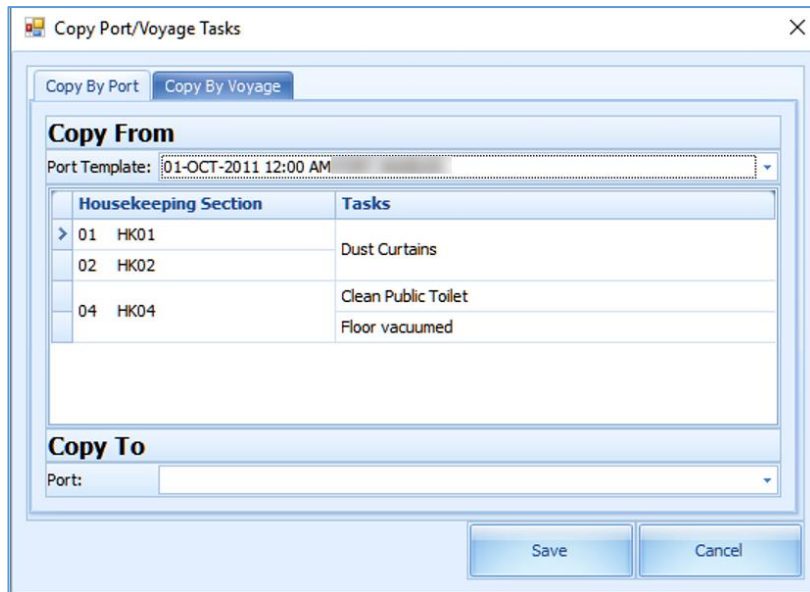 Copy Port/Voyage Tasks
Copy By Port Copy By Voyage
Copy From
Port Template: 01-OCT-2011 12:00 AM
Housekeeping Section Tasks
01 HK01
Dust Curtains
02 HK02
Clean Public Toilet
04 HK04
Floor vacuumed
Copy To
Port:
Save Cancel